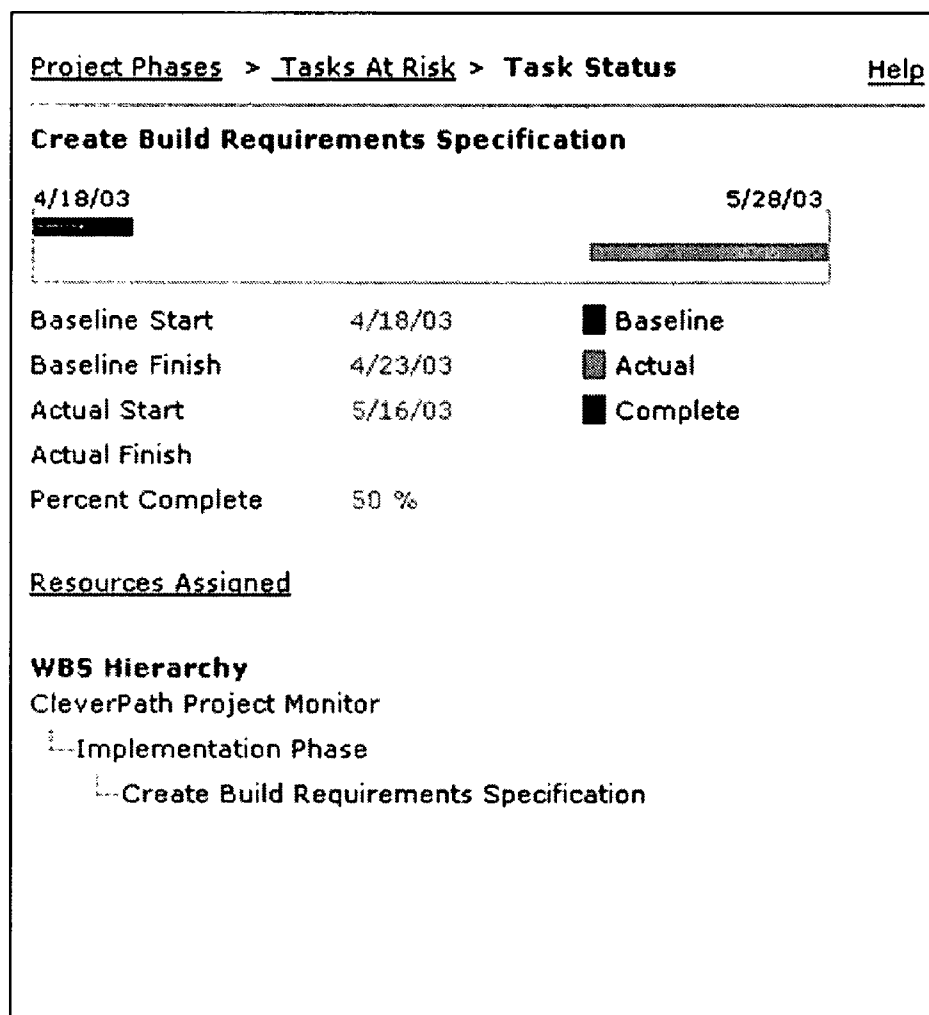 Project Phases > Tasks At Risk > Task Status Help
Create Build Requirements Specification
4/18/03 5/28/03
Baseline Start 4/18/03 Baseline
Baseline Finish 4/23/03 Actual
Actual Start 5/16/03 Complete
Actual Finish
Percent Complete 50 %
Resources Assigned
WBS Hierarchy
CleverPath Project Monitor
Implementation Phase
Create Build Requirements Specification